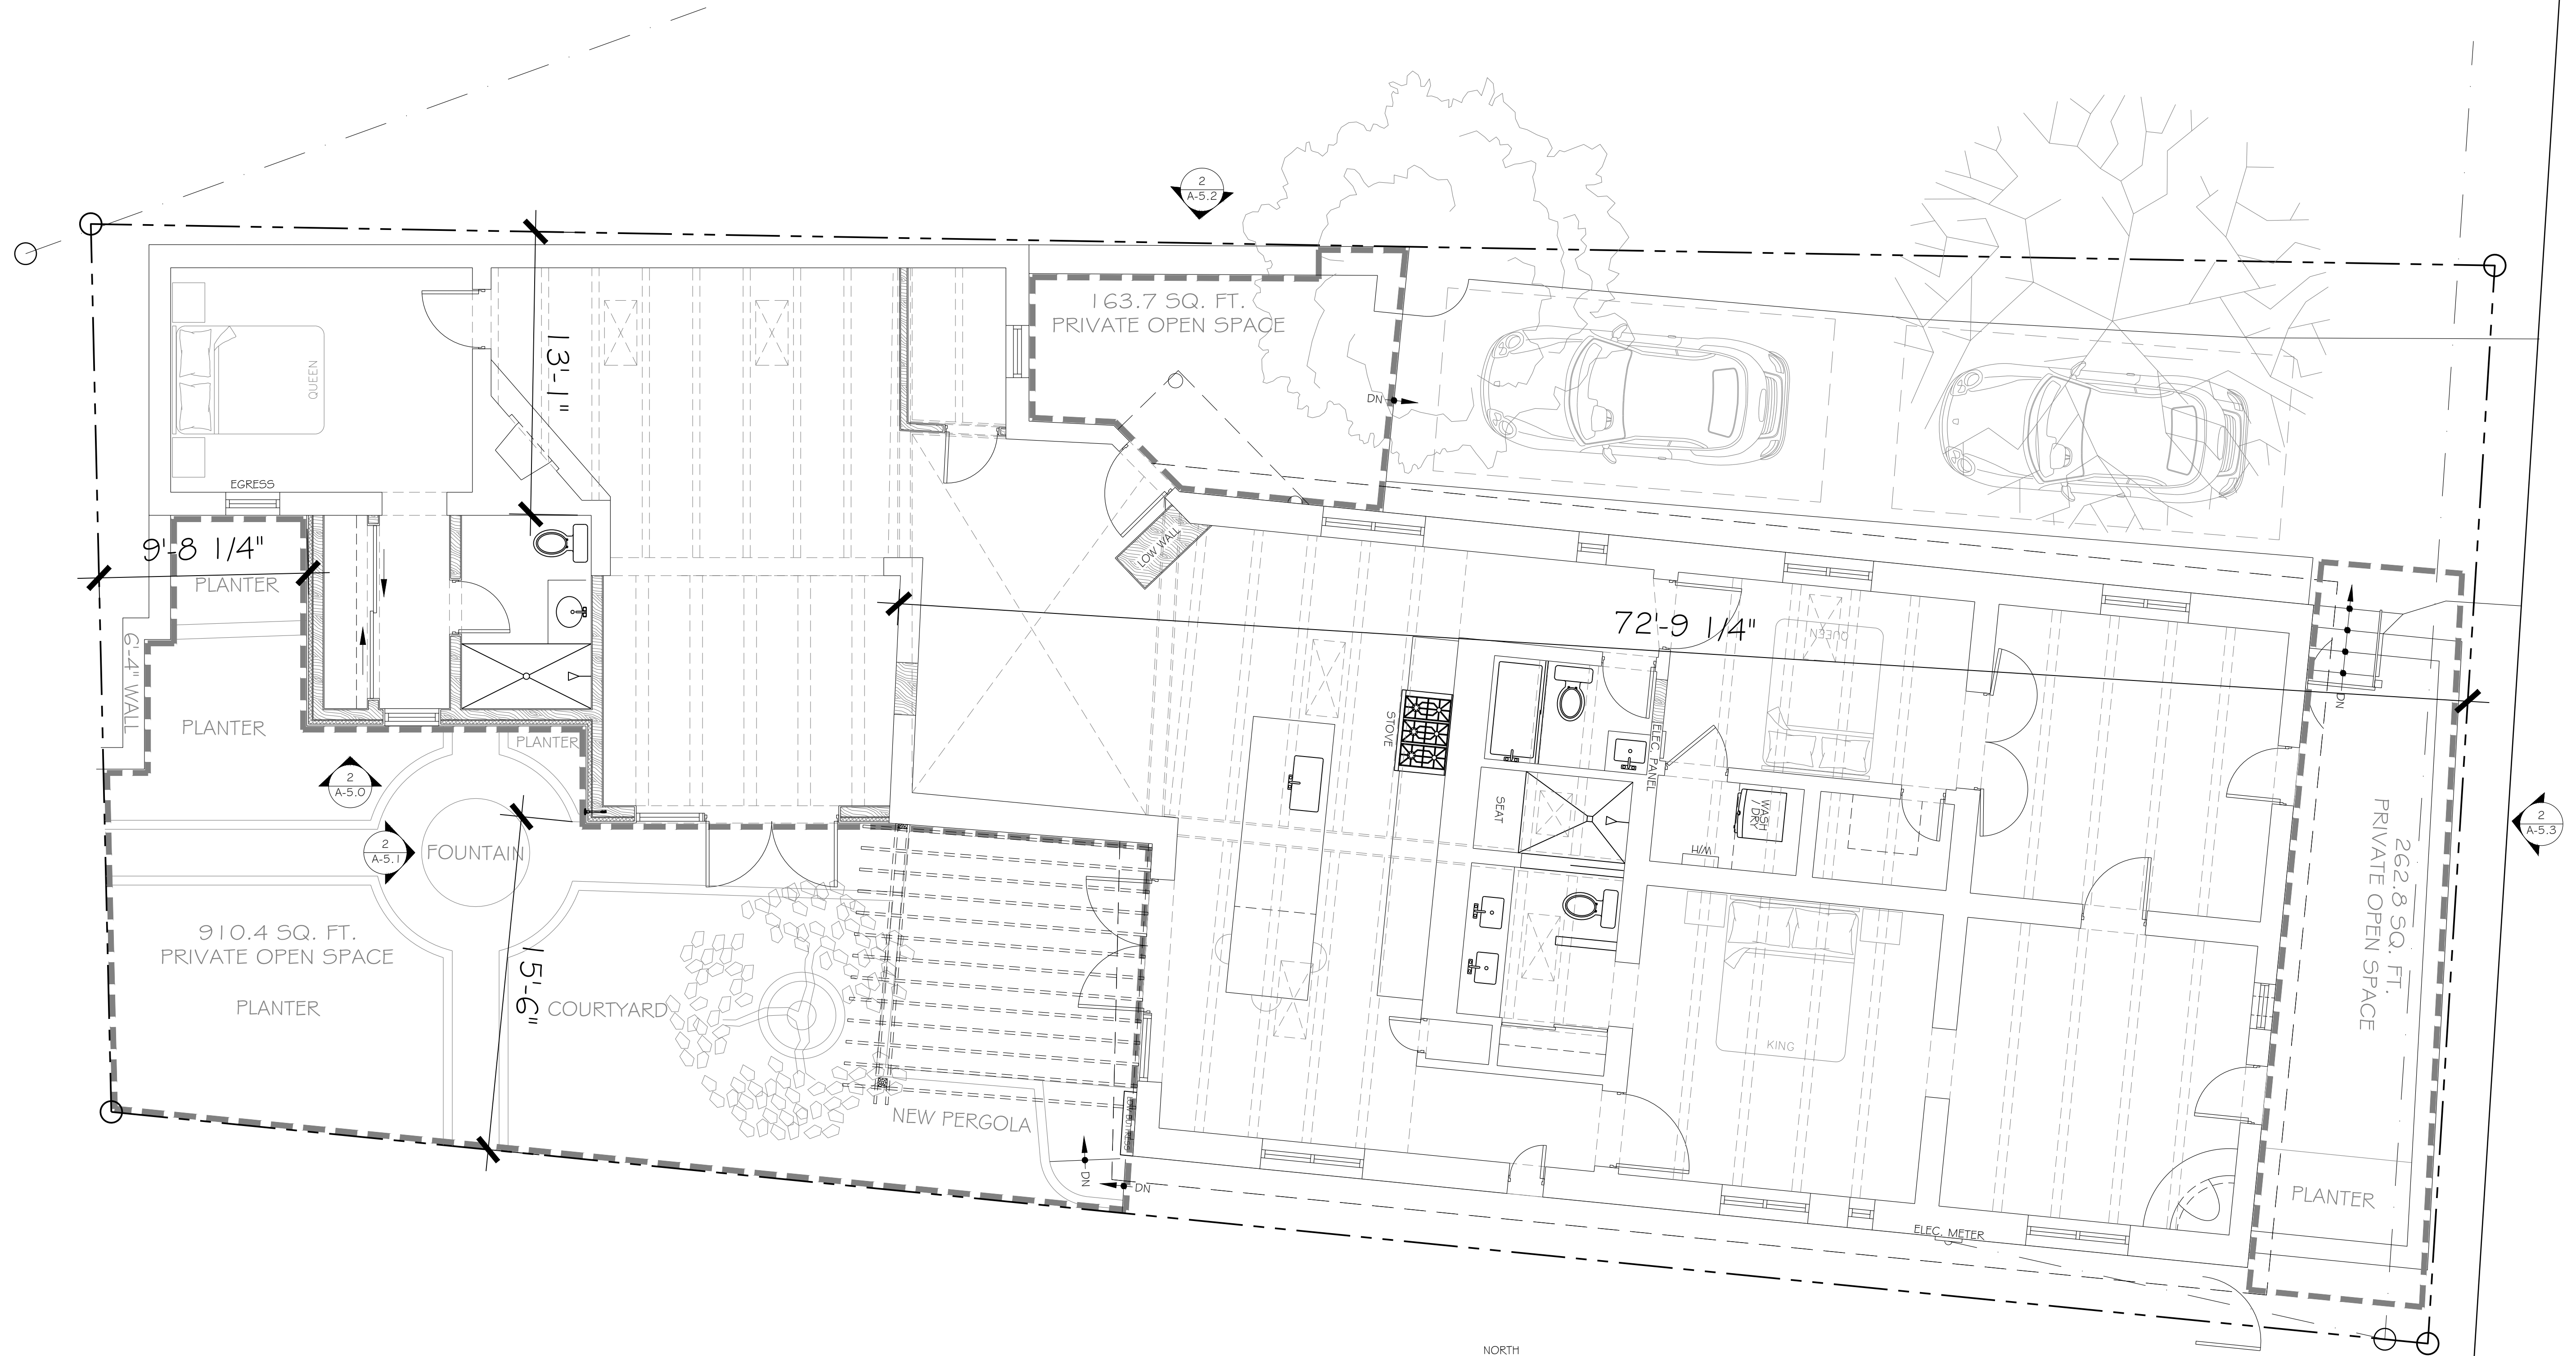 2
A-5.2
163.7 SQ. FT.
PRIVATE OPEN SPACE
QUEEN
13'-1"
DN
EGRESS
9'-8 1/4"
PLANTER
LOW WALL
72'-9 1/4"
QUEEN
6'-4" WALL
PLANTER
PLANTER
STOVE
ELEC. PANEL
DN
2
A-5.0
SEAT
WASH
/DRY
H/W
2
A-5.1
FOUNTAIN
262.8 SQ. FT.
PRIVATE OPEN SPACE
2
A-5.3
910.4 SQ. FT.
PRIVATE OPEN SPACE
PLANTER
15'-6"
COURTYARD
KING
NEW PERGOLA
DN
DN
PLANTER
ELEC. METER
NORTH